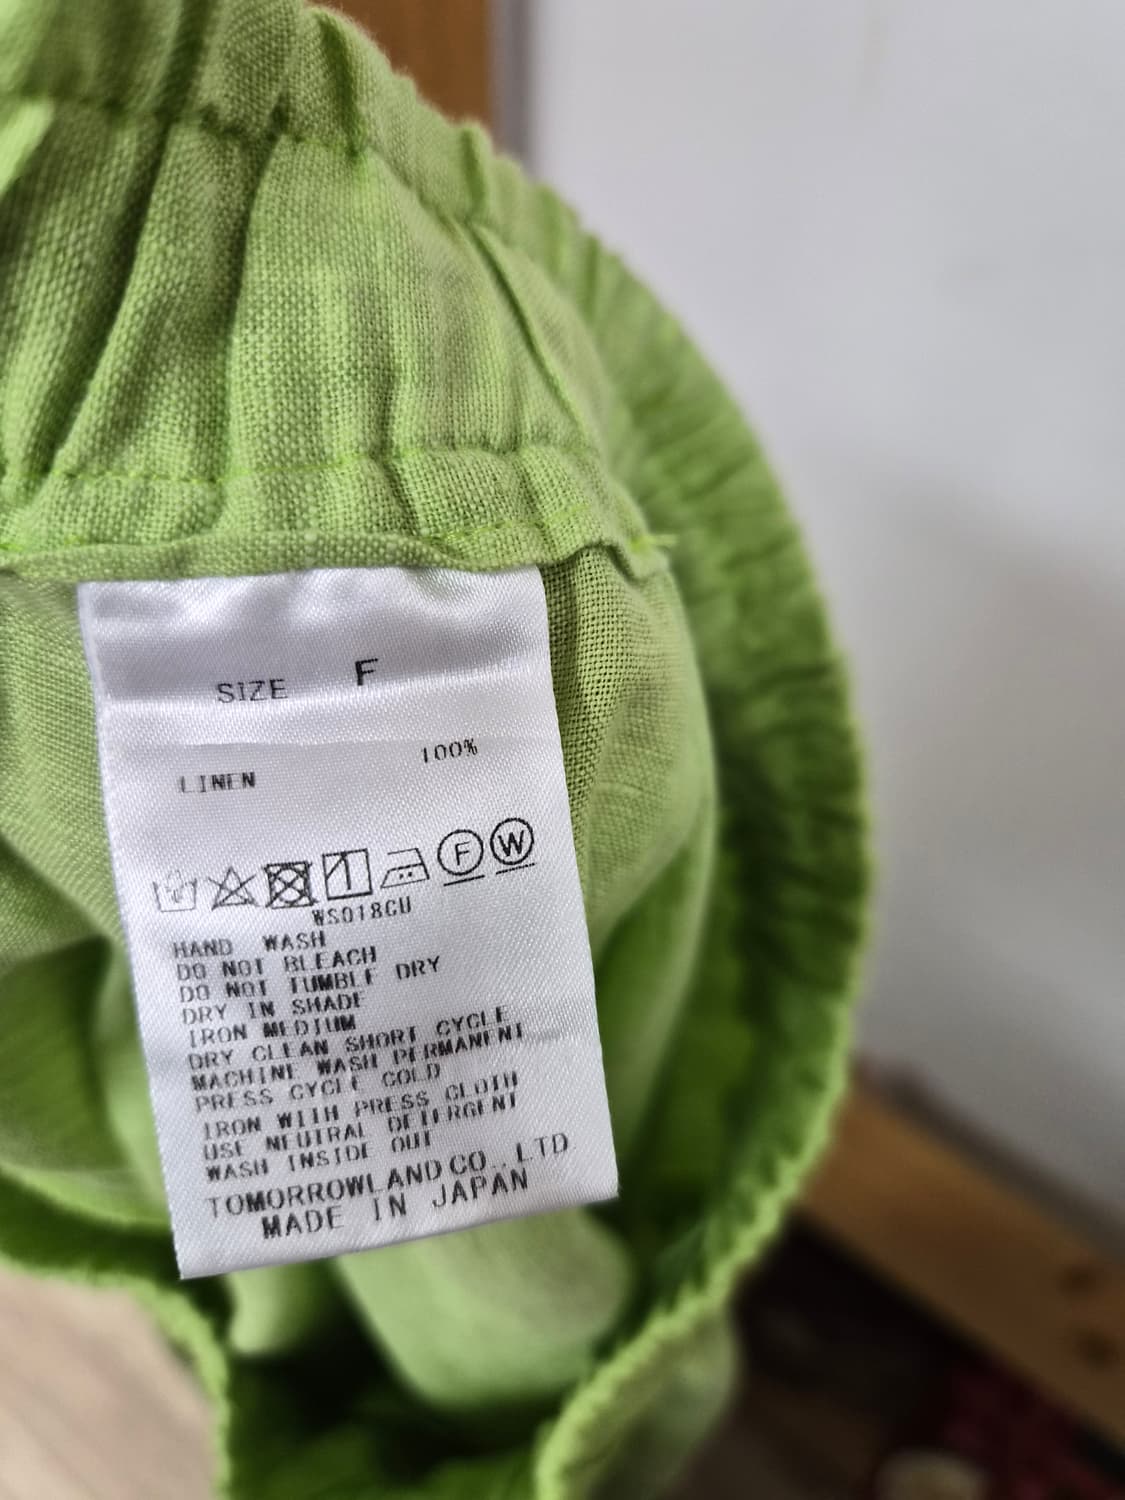 SIZE F
100%
LINEN
F W
WS018CU
HAND WASH
DO NOT BLEACH
DO NOT TUMBLE DRY
DRY IN SHADE
IRON MEDIUM
DRY CLEAN SHORT CYCLE
MACHINE WASH PERMANENT
PRESS CYCLE COLD
IRON WITH PRESS CLOTH
USE NEUTRAL DETERGENT
WASH INSIDE OUT
TOMORROWLAND CO., LTD.
MADE IN JAPAN